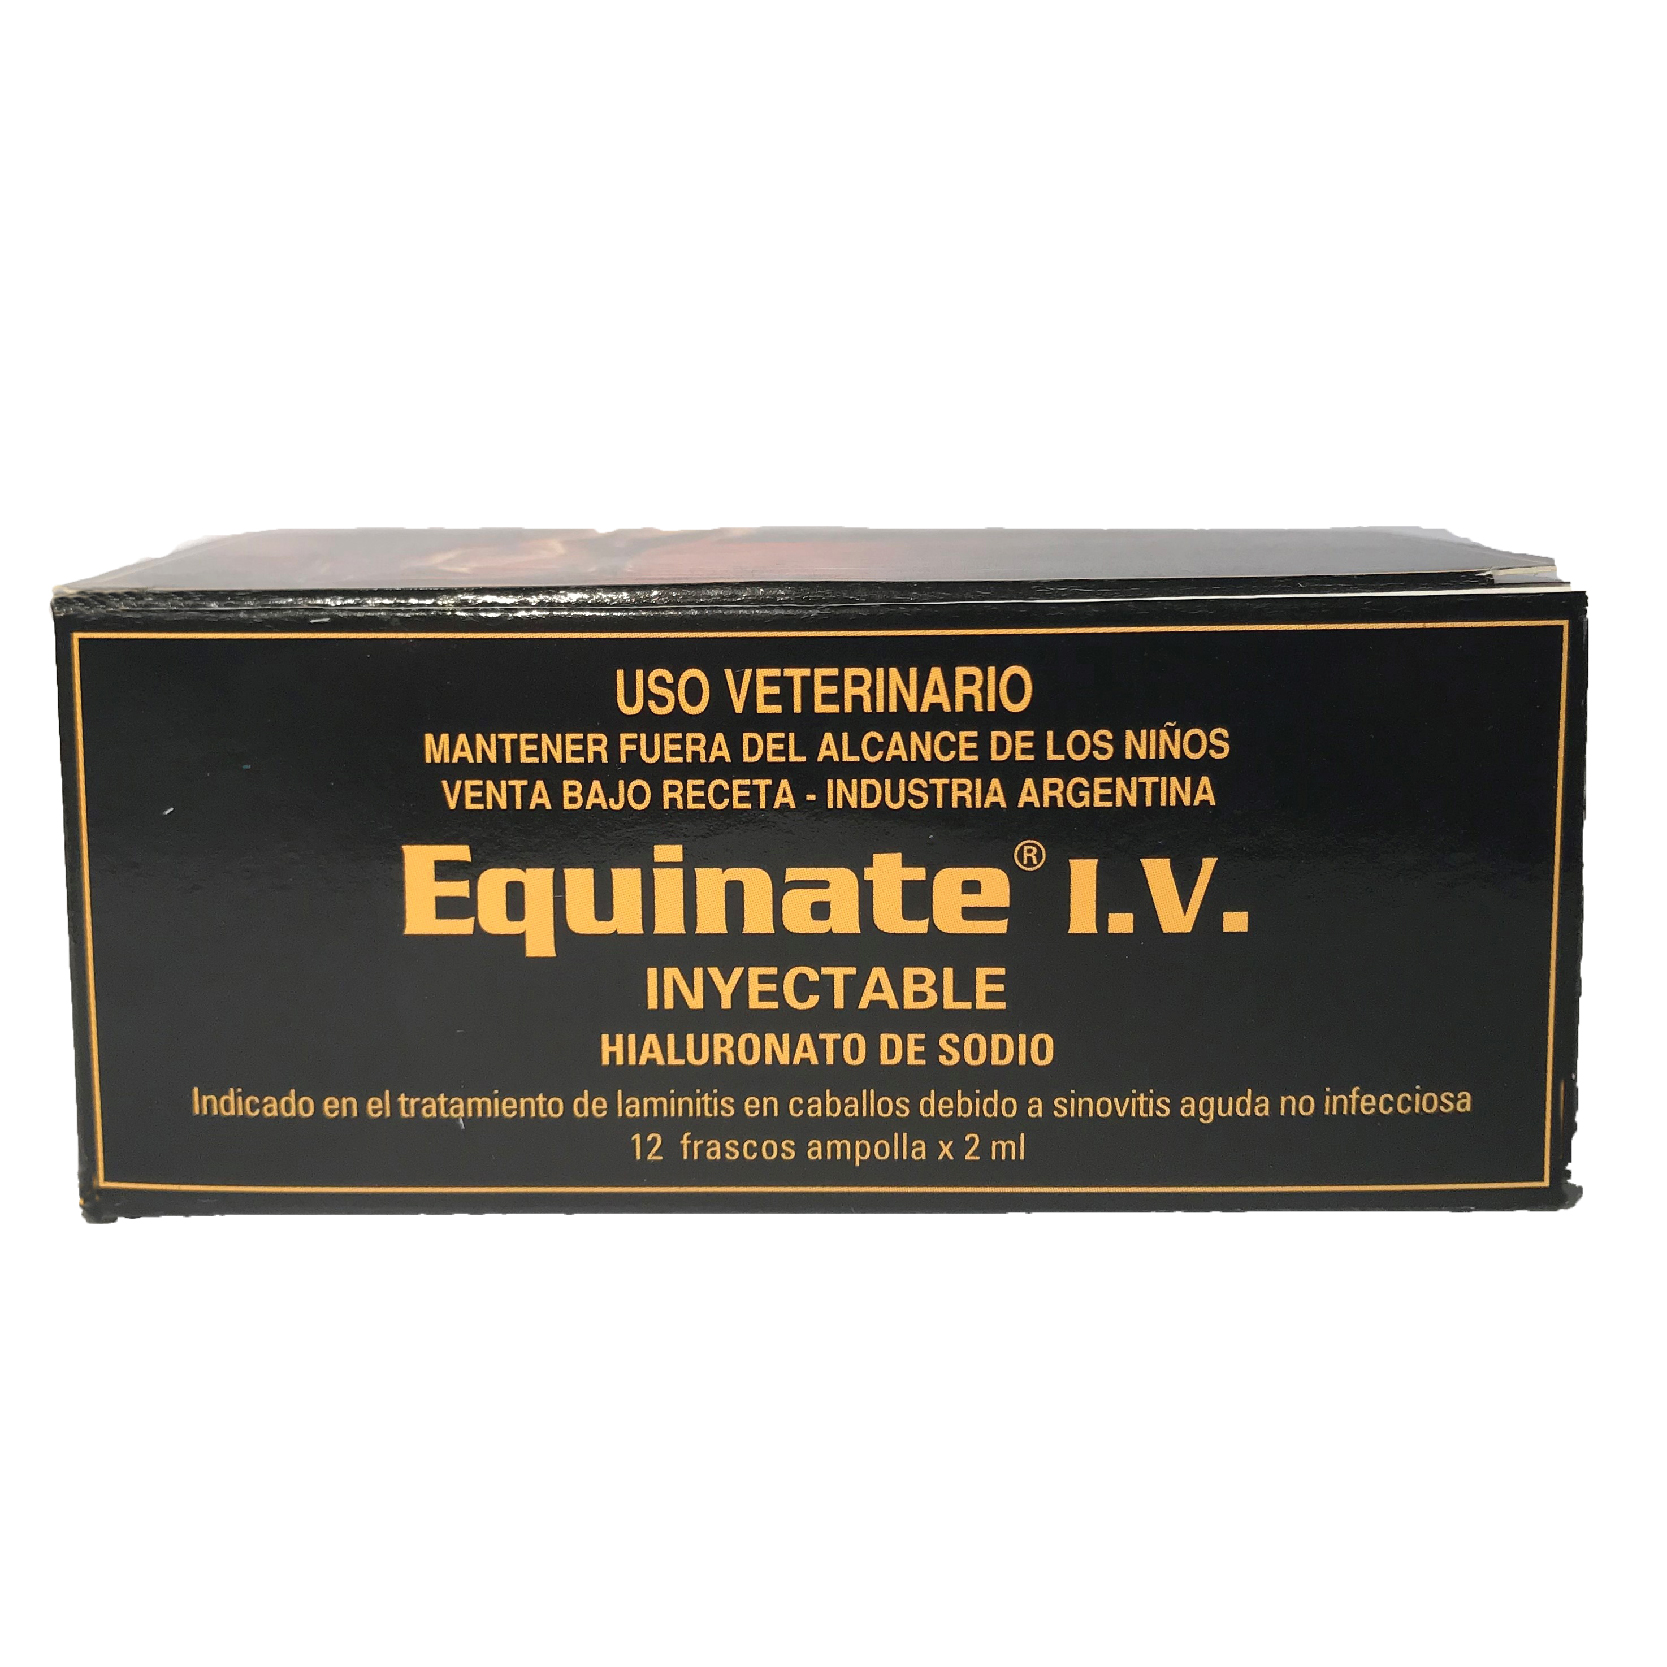 USO VETERINARIO
MANTENER FUERA DEL ALCANCE DE LOS NIÑOS
VENTA BAJO RECETA - INDUSTRIA ARGENTINA
Equinate® I.V.
INYECTABLE
HIALURONATO DE SODIO
Indicado en el tratamiento de laminitis en caballos debido a sinovitis aguda no infecciosa
12 frascos ampolla x 2 ml